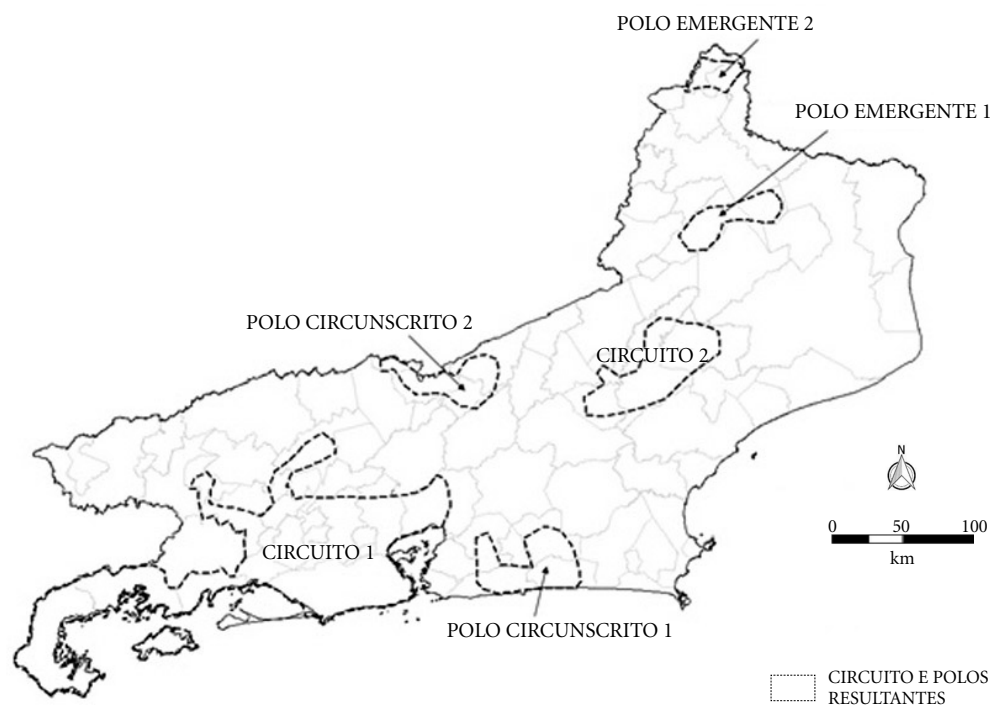 POLO EMERGENTE 2
POLO EMERGENTE 1
POLO CIRCUNSCRITO 2
CIRCUITO 2
CIRCUITO 1
POLO CIRCUNSCRITO 1
N
0 50 100
km
CIRCUITO E POLOS
RESULTANTES